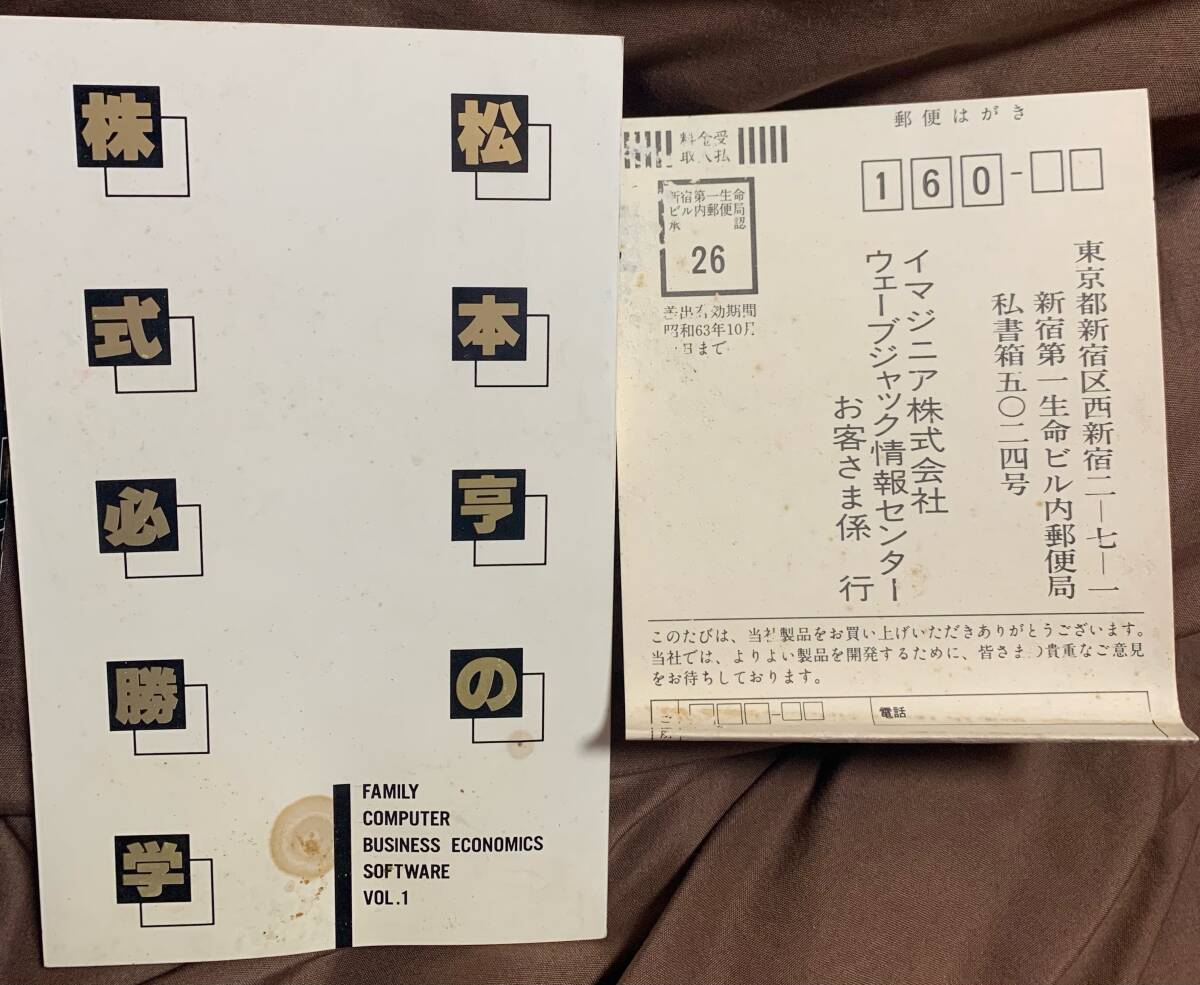 松本亨の
株式必勝学
FAMILY
COMPUTER
BUSINESS ECONOMICS
SOFTWARE
VOL.1
郵便はがき
料金受
取人払
新宿第一生命
ビル内郵便局
承認
26
差出有効期間
昭和63年10月
日まで
160-
東京都新宿区西新宿二―七―一
新宿第一生命ビル内郵便局
私書箱五〇二四号
イマジニア株式会社
ウェーブジャック情報センター
お客さま係 行
このたびは、当社製品をお買い上げいただきありがとうございます。
当社では、よりよい製品を開発するために、皆さまの貴重なご意見
をお待ちしております。
電話